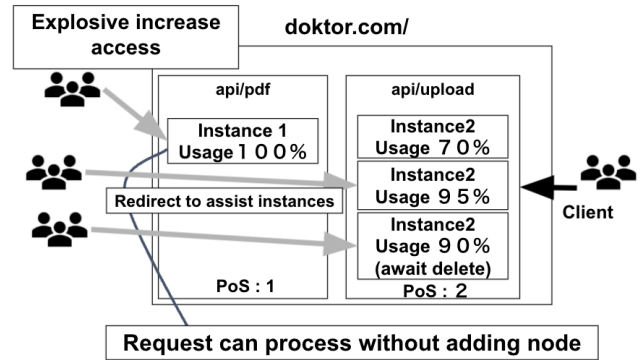 Explosive increase
access
doktor.com/
api/pdf
Instance 1
Usage１００%
PoS : 1
api/upload
Instance2
Usage ７０%
Instance2
Usage ９５%
Instance2
Usage ９０%
(await delete)
PoS : ２
Redirect to assist instances
Client
Request can process without adding node